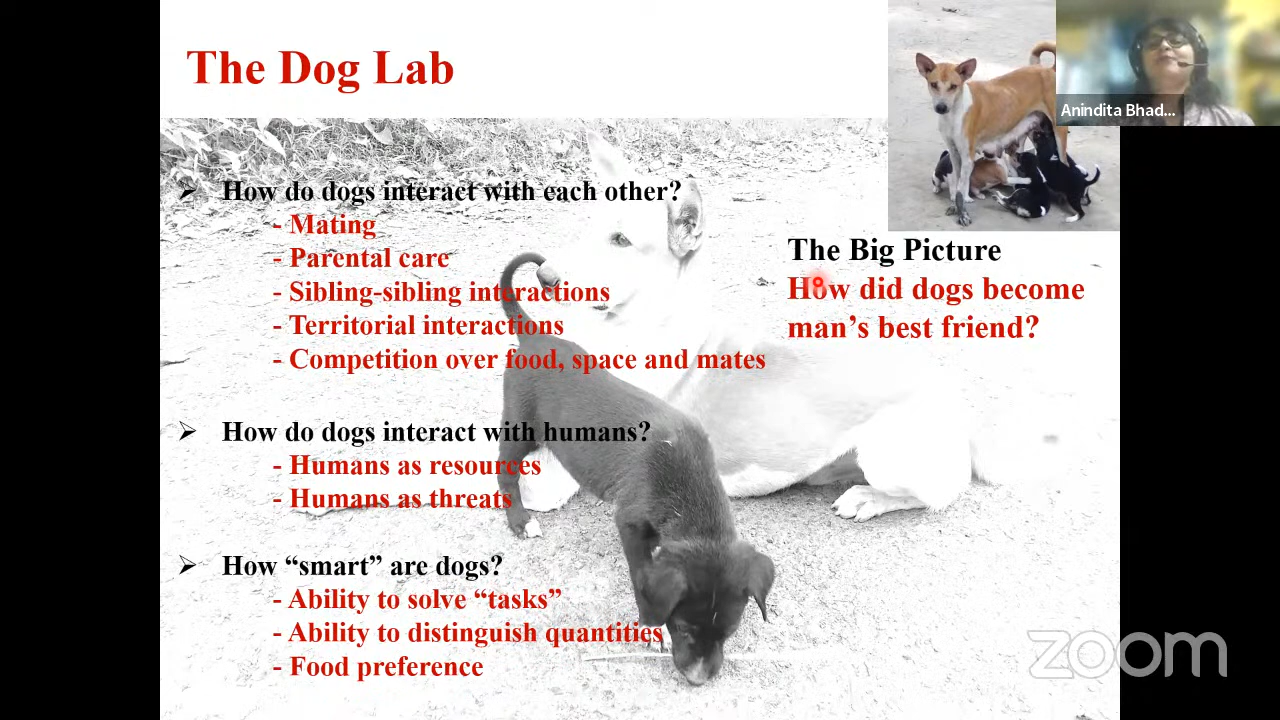 The Dog Lab
Anindita Bhad...
➢ How do dogs interact with each other?
- Mating
- Parental care
- Sibling-sibling interactions
- Territorial interactions
- Competition over food, space and mates
The Big Picture
How did dogs become
man’s best friend?
➢ How do dogs interact with humans?
- Humans as resources
- Humans as threats
➢ How “smart” are dogs?
- Ability to solve “tasks”
- Ability to distinguish quantities
- Food preference
zoom